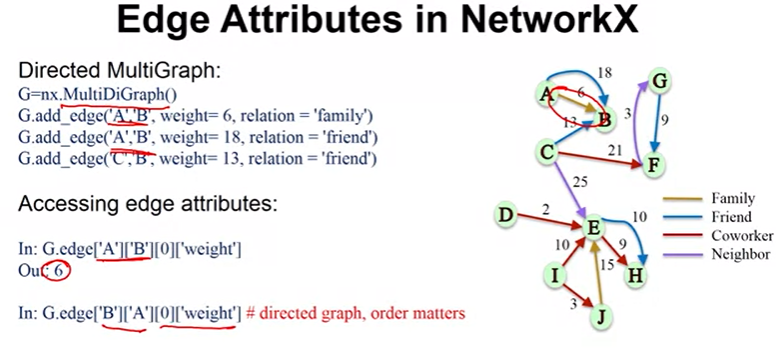 Edge Attributes in NetworkX
Directed MultiGraph:
G=nx.MultiDiGraph()
G.add_edge('A','B', weight= 6, relation = 'family')
G.add_edge('A','B', weight= 18, relation = 'friend')
G.add_edge('C','B', weight= 13, relation = 'friend')
Accessing edge attributes:
In: G.edge['A']['B'][0]['weight']
Out: 6
In: G.edge['B']['A'][0]['weight'] # directed graph, order matters
18
G
A
6
B
3
9
13
C
21
F
25
D
2
E
10
10
9
I
15
H
3
J
Family
Friend
Coworker
Neighbor